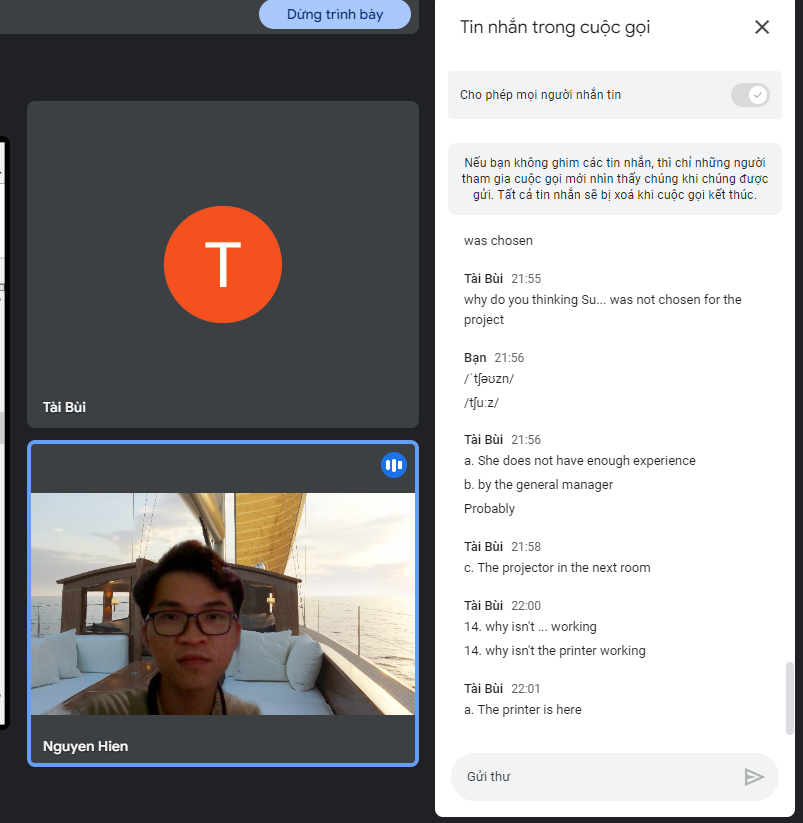 Dừng trình bày
T
Tài Bùi
Nguyen Hien
Tin nhắn trong cuộc gọi
Cho phép mọi người nhắn tin
Nếu bạn không ghim các tin nhắn, thì chỉ những người
tham gia cuộc gọi mới nhìn thấy chúng khi chúng được
gửi. Tất cả tin nhắn sẽ bị xoá khi cuộc gọi kết thúc.
was chosen
Tài Bùi 21:55
why do you thinking Su... was not chosen for the
project
Bạn 21:56
/ˈtʃəʊzn/
/tʃuːz/
Tài Bùi 21:56
a. She does not have enough experience
b. by the general manager
Probably
Tài Bùi 21:58
c. The projector in the next room
Tài Bùi 22:00
14. why isn't ... working
14. why isn't the printer working
Tài Bùi 22:01
a. The printer is here
Gửi thư